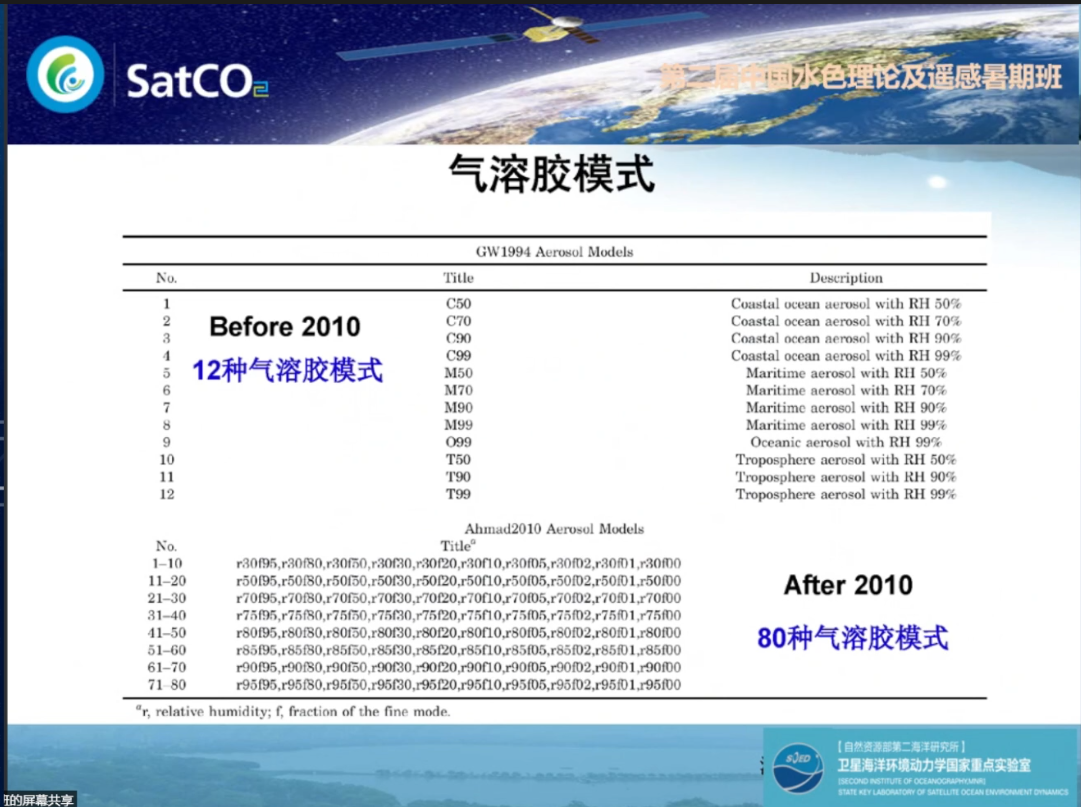 SatCO2
第二届中国水色理论及遥感暑期班
气溶胶模式
GW1994 Aerosol Models
No. Title Description
1 C50 Coastal ocean aerosol with RH 50%
2 C70 Coastal ocean aerosol with RH 70%
3 C90 Coastal ocean aerosol with RH 90%
4 C99 Coastal ocean aerosol with RH 99%
5 M50 Maritime aerosol with RH 50%
6 M70 Maritime aerosol with RH 70%
7 M90 Maritime aerosol with RH 90%
8 M99 Maritime aerosol with RH 99%
9 O99 Oceanic aerosol with RH 99%
10 T50 Troposphere aerosol with RH 50%
11 T90 Troposphere aerosol with RH 90%
12 T99 Troposphere aerosol with RH 99%
Before 2010
12种气溶胶模式
Ahmad2010 Aerosol Models
No. Titleª
1–10 r30f95,r30f80,r30f50,r30f30,r30f20,r30f10,r30f05,r30f02,r30f01,r30f00
11–20 r50f95,r50f80,r50f50,r50f30,r50f20,r50f10,r50f05,r50f02,r50f01,r50f00
21–30 r70f95,r70f80,r70f50,r70f30,r70f20,r70f10,r70f05,r70f02,r70f01,r70f00
31–40 r75f95,r75f80,r75f50,r75f30,r75f20,r75f10,r75f05,r75f02,r75f01,r75f00
41–50 r80f95,r80f80,r80f50,r80f30,r80f20,r80f10,r80f05,r80f02,r80f01,r80f00
51–60 r85f95,r85f80,r85f50,r85f30,r85f20,r85f10,r85f05,r85f02,r85f01,r85f00
61–70 r90f95,r90f80,r90f50,r90f30,r90f20,r90f10,r90f05,r90f02,r90f01,r90f00
71–80 r95f95,r95f80,r95f50,r95f30,r95f20,r95f10,r95f05,r95f02,r95f01,r95f00
After 2010
80种气溶胶模式
ªr, relative humidity; f, fraction of the fine mode.
SOED
【自然资源部第二海洋研究所】
卫星海洋环境动力学国家重点实验室
(SECOND INSTITUTE OF OCEANOGRAPHY,MNR)
STATE KEY LABORATORY OF SATELLITE OCEAN ENVIRONMENT DYNAMICS
班的屏幕共享